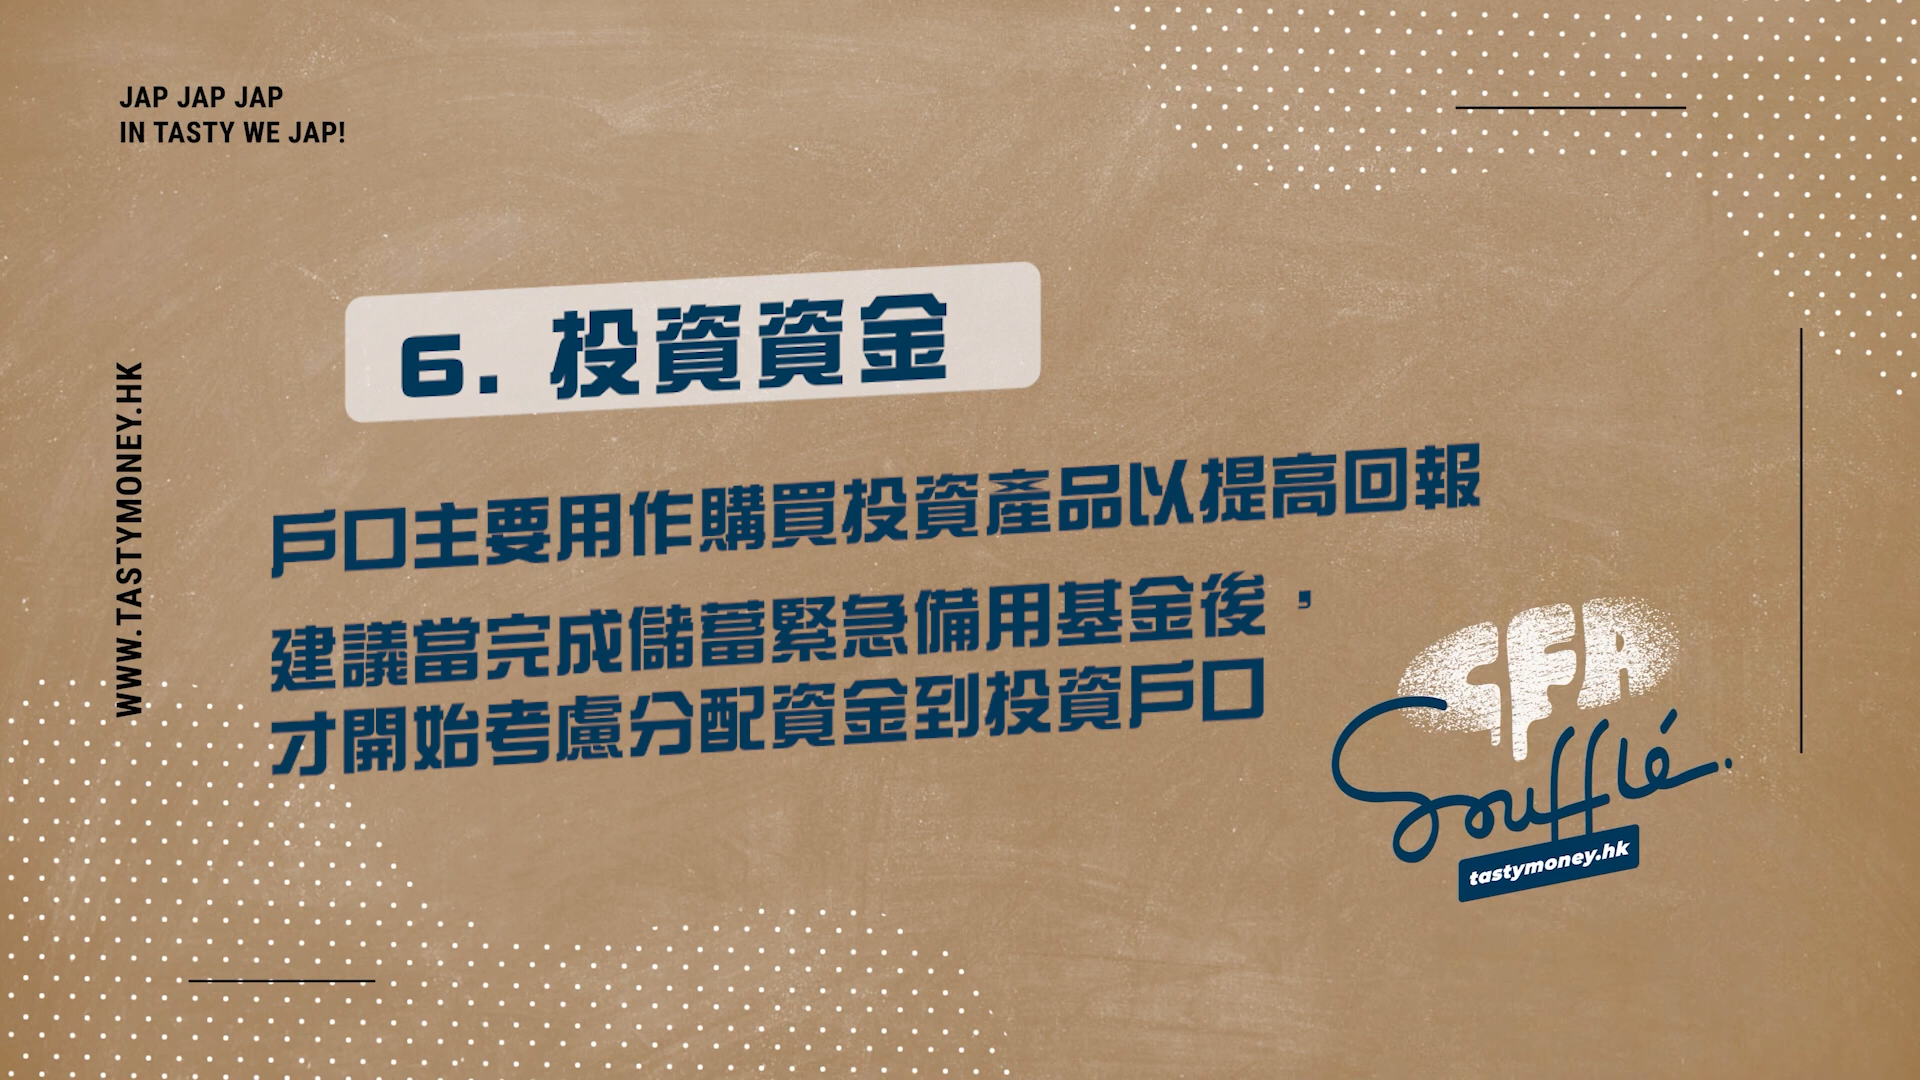 JAP JAP JAP
IN TASTY WE JAP!
WWW.TASTYMONEY.HK
6. 投資資金
戶口主要用作購買投資產品以提高回報
建議當完成儲蓄緊急備用基金後，
才開始考慮分配資金到投資戶口
CFA
Soufflé.
tastymoney.hk